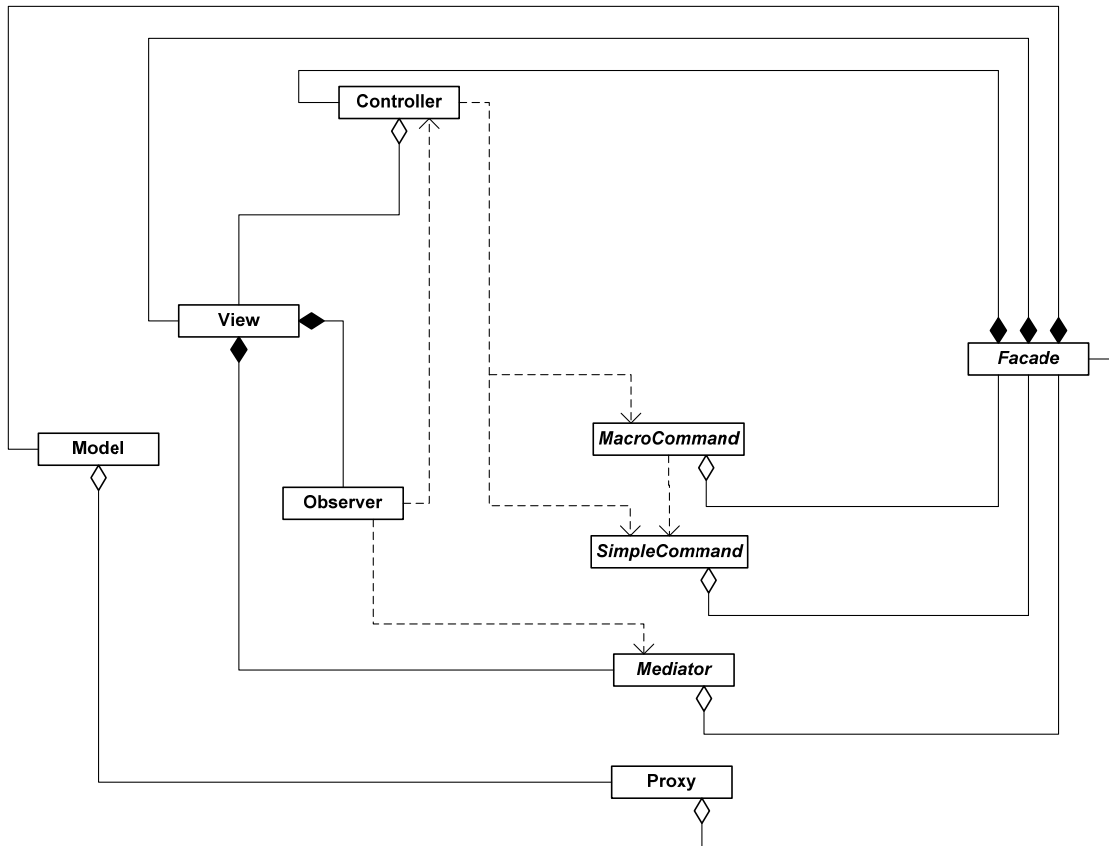 Controller
View
Facade
MacroCommand
Model
Observer
SimpleCommand
Mediator
Proxy